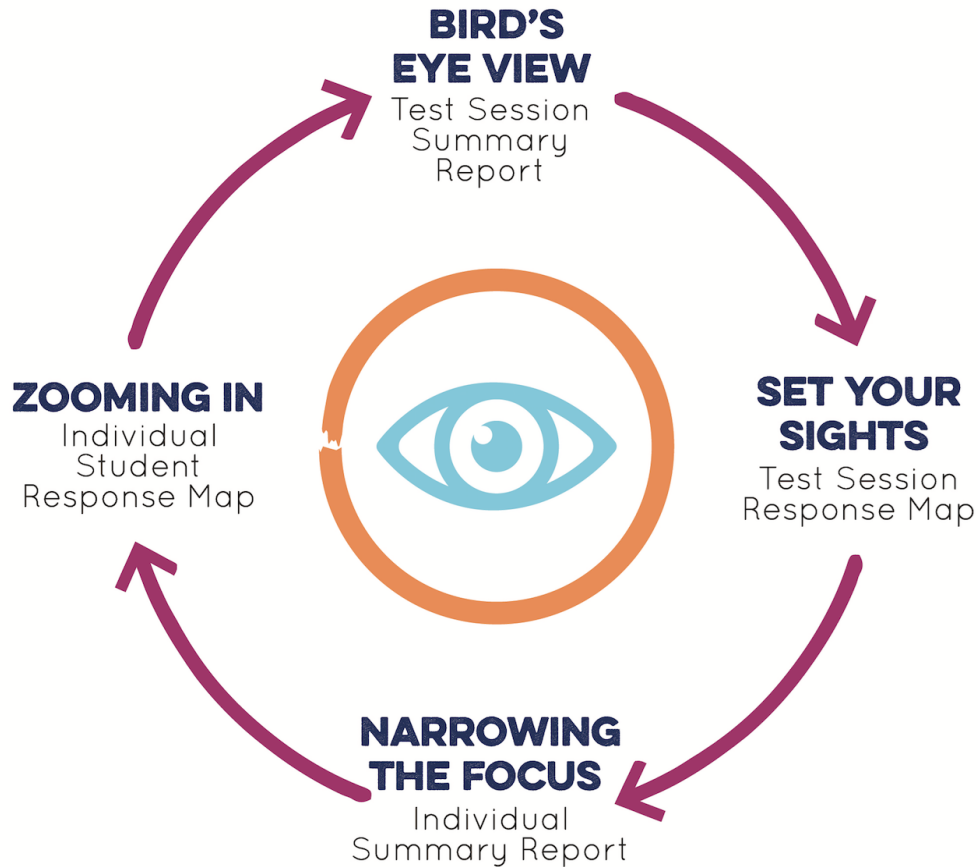 BIRD'S
EYE VIEW
Test Session
Summary
Report
SET YOUR
SIGHTS
Test Session
Response Map
NARROWING
THE FOCUS
Individual
Summary Report
ZOOMING IN
Individual
Student
Response Map